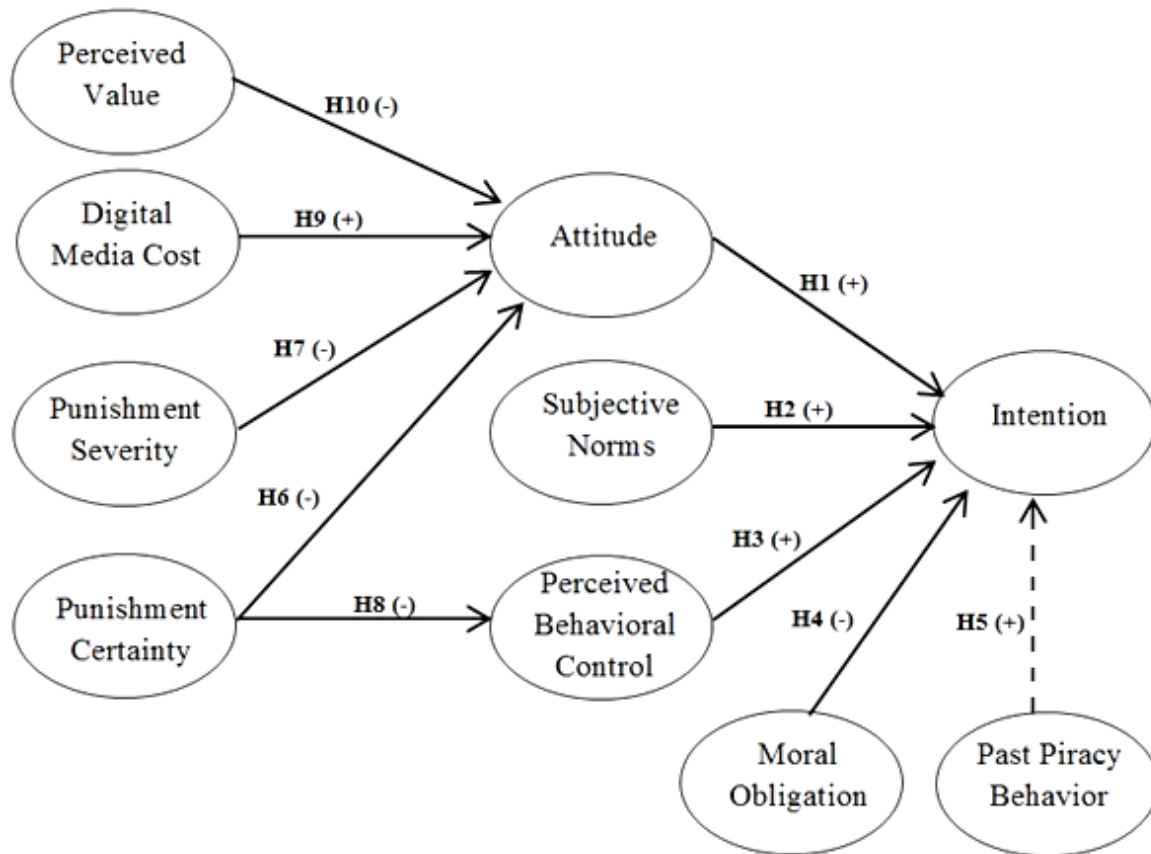 Perceived
Value
H10 (-)
Digital
Media Cost
H9 (+)
Attitude
H1 (+)
H7 (-)
Punishment
Severity
Subjective
Norms
H2 (+)
Intention
H6 (-)
H3 (+)
Punishment
Certainty
H8 (-)
Perceived
Behavioral
Control
H4 (-)
H5 (+)
Moral
Obligation
Past Piracy
Behavior